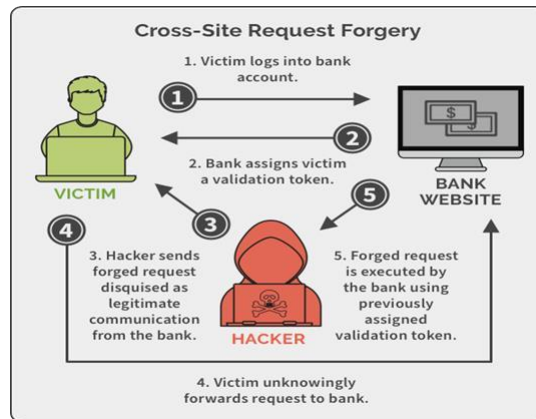 Cross-Site Request Forgery
1. Victim logs into bank
account.
1
2
2. Bank assigns victim
a validation token.
VICTIM
BANK
WEBSITE
5
4
3
3. Hacker sends
forged request
disquised as
legitimate
communication
from the bank.
HACKER
5. Forged request
is executed by
the bank using
previously
assigned
validation token.
4. Victim unknowingly
forwards request to bank.
$
$